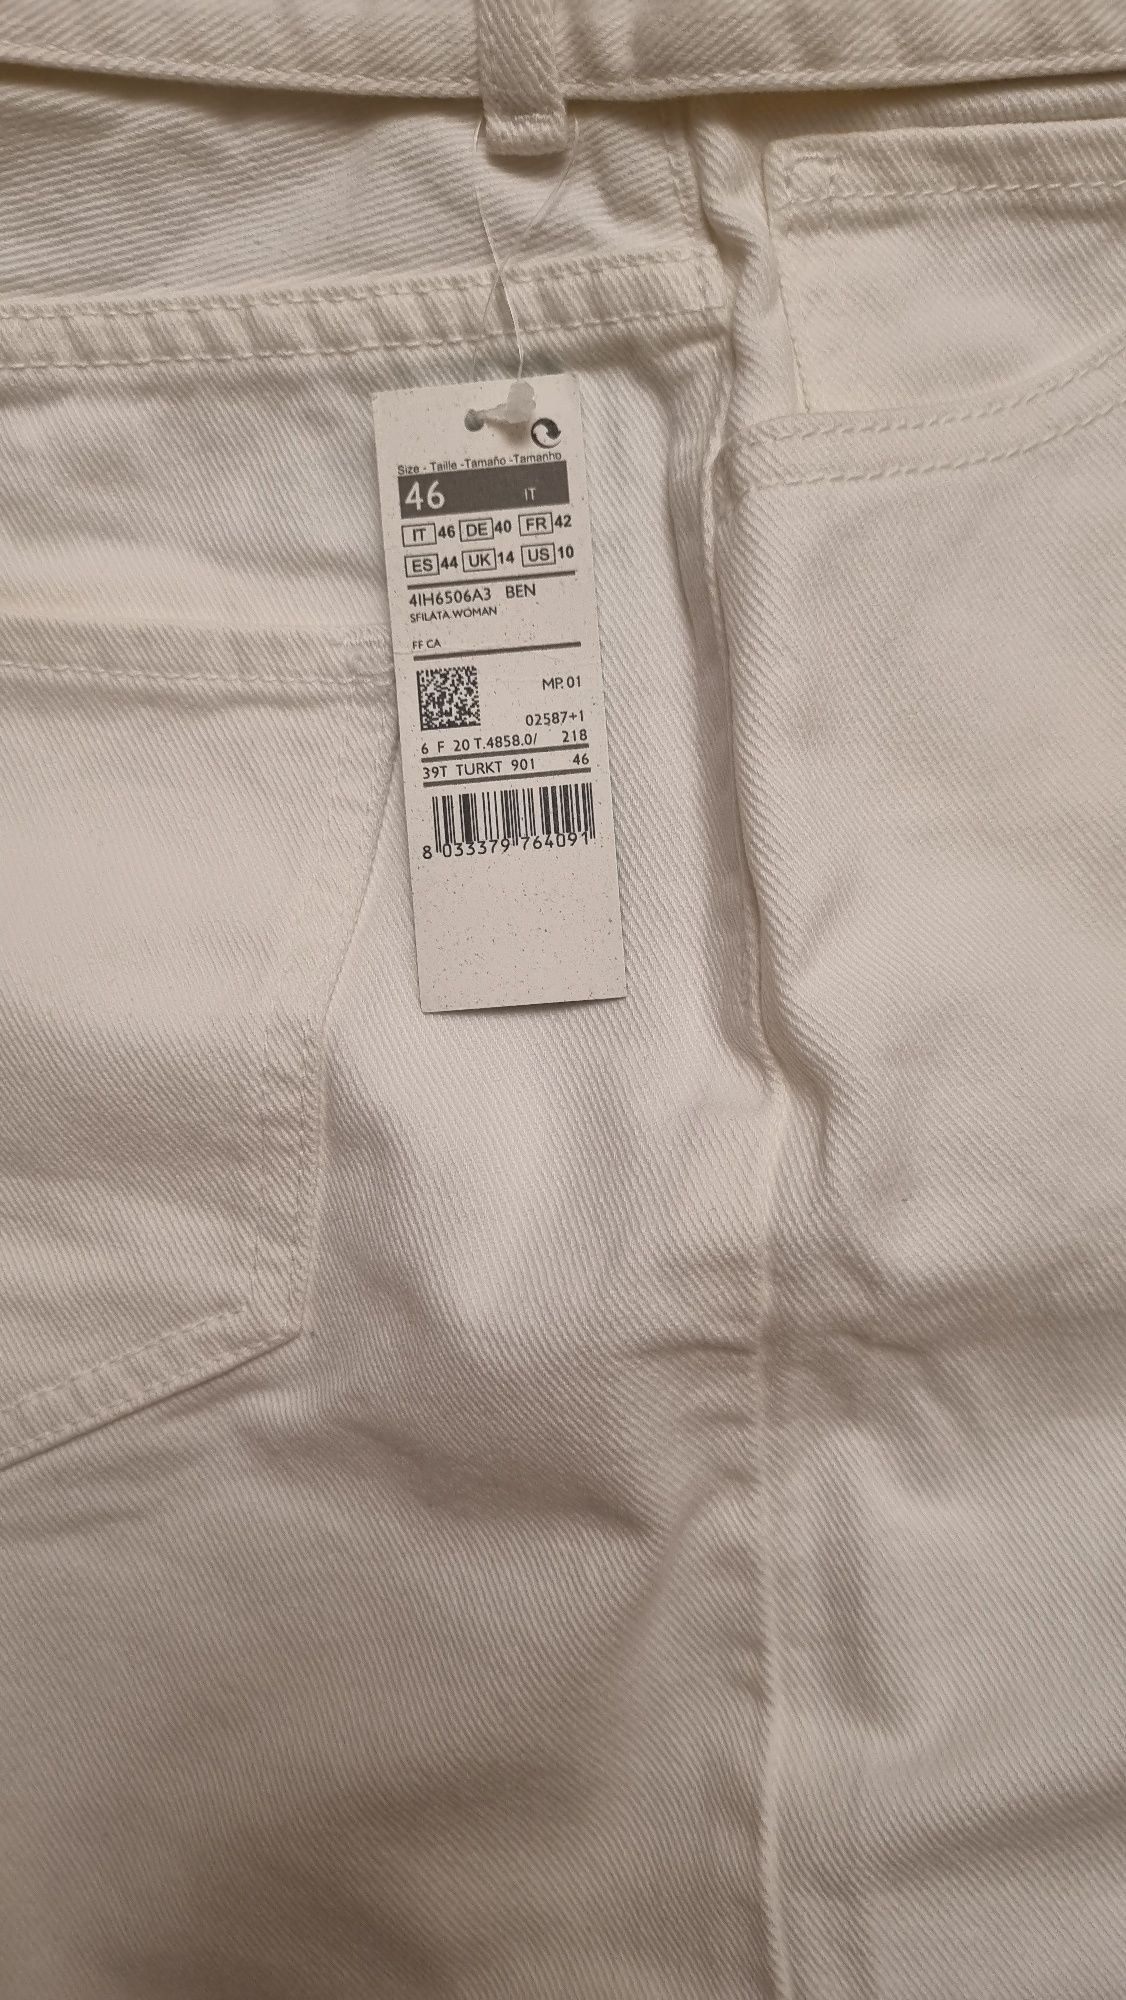 Size - Taille -Tamaño -Tamanho
46 IT
IT 46 DE 40 FR 42
ES 44 UK 14 US 10
4IH6506A3 BEN
SFILATA.WOMAN
FF CA
MP. 01
02587+1
6 F 20 T.4858.0/ 218
39T TURKT 901 46
8 033379 764091